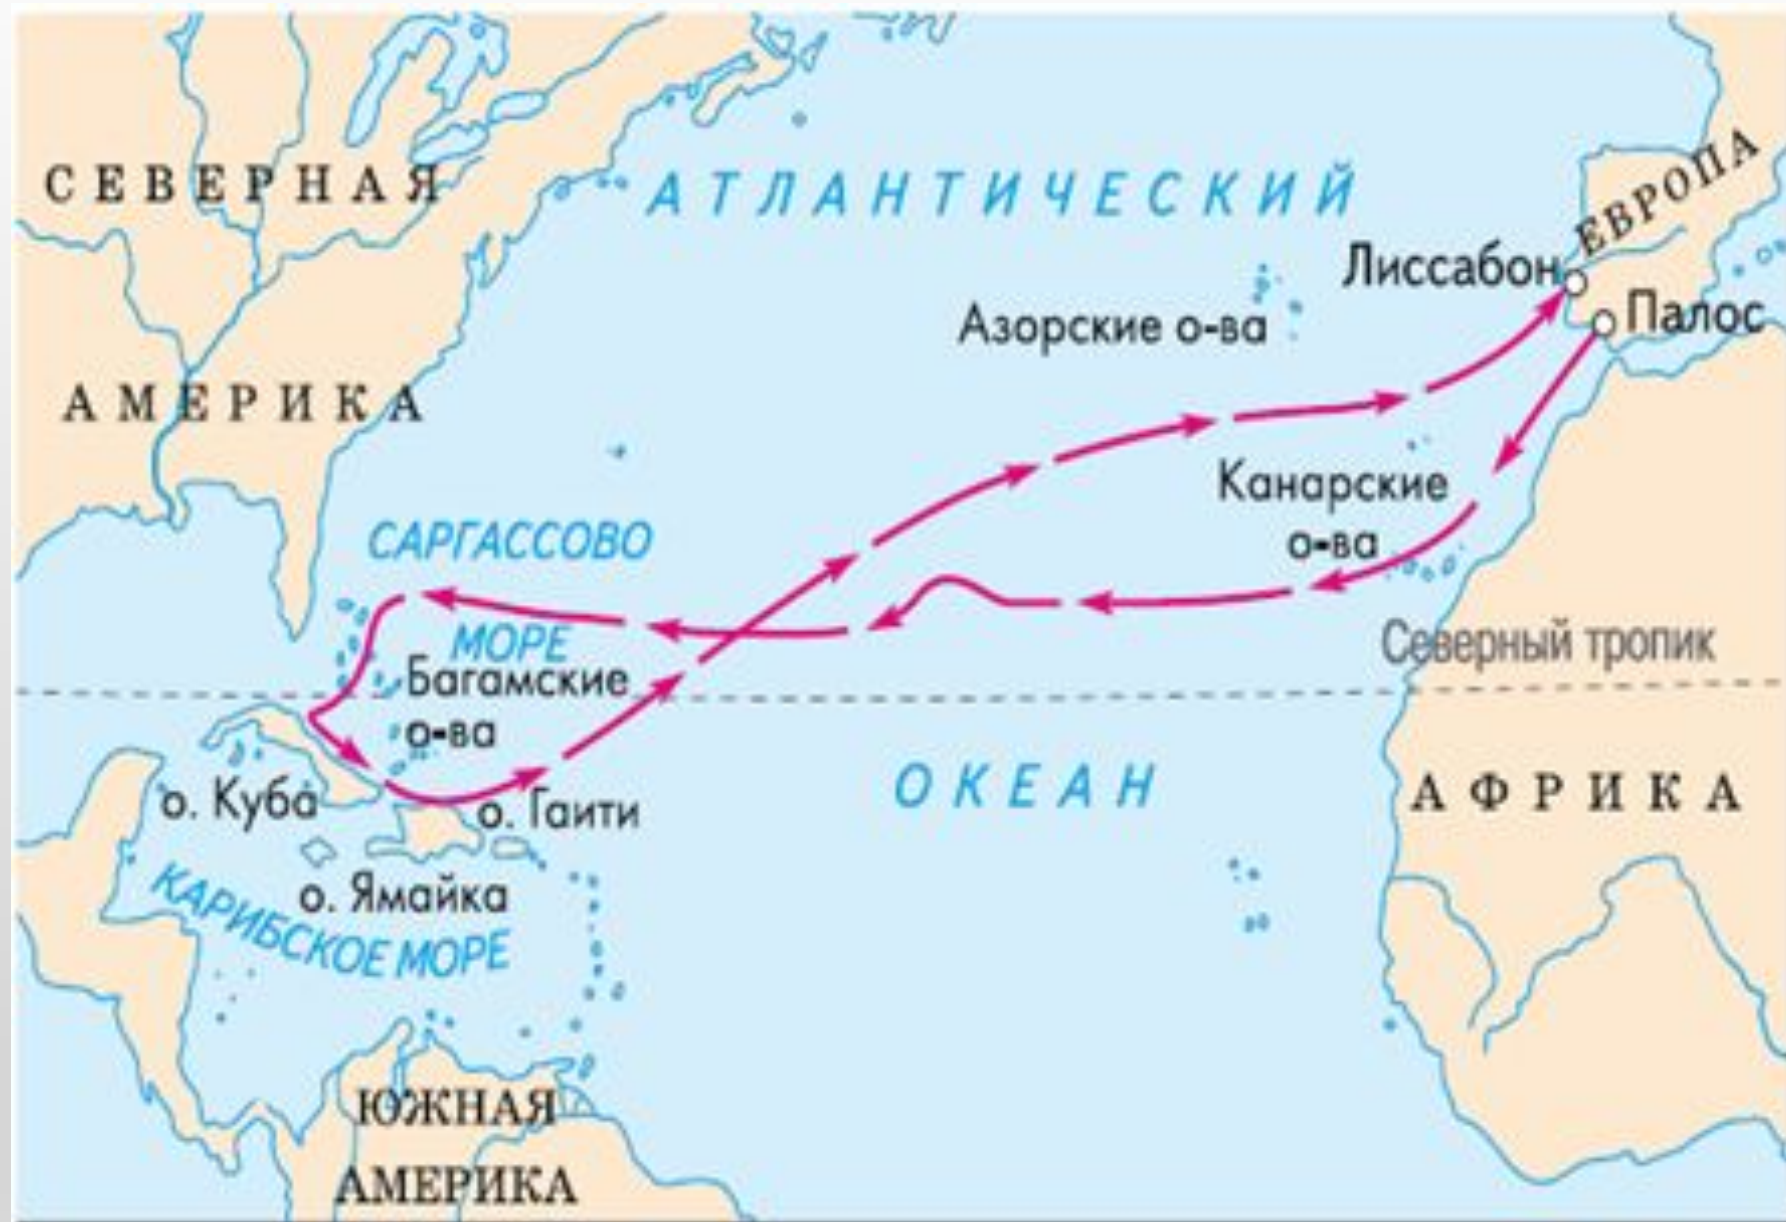 СЕВЕРНАЯ
АМЕРИКА
АТЛАНТИЧЕСКИЙ
ОКЕАН
ЕВРОПА
Лиссабон
Палос
Азорские о-ва
Канарские
о-ва
САРГАССОВО
МОРЕ
Багамские
о-ва
Северный тропик
о. Куба
о. Гаити
о. Ямайка
КАРИБСКОЕ МОРЕ
АФРИКА
ЮЖНАЯ
АМЕРИКА